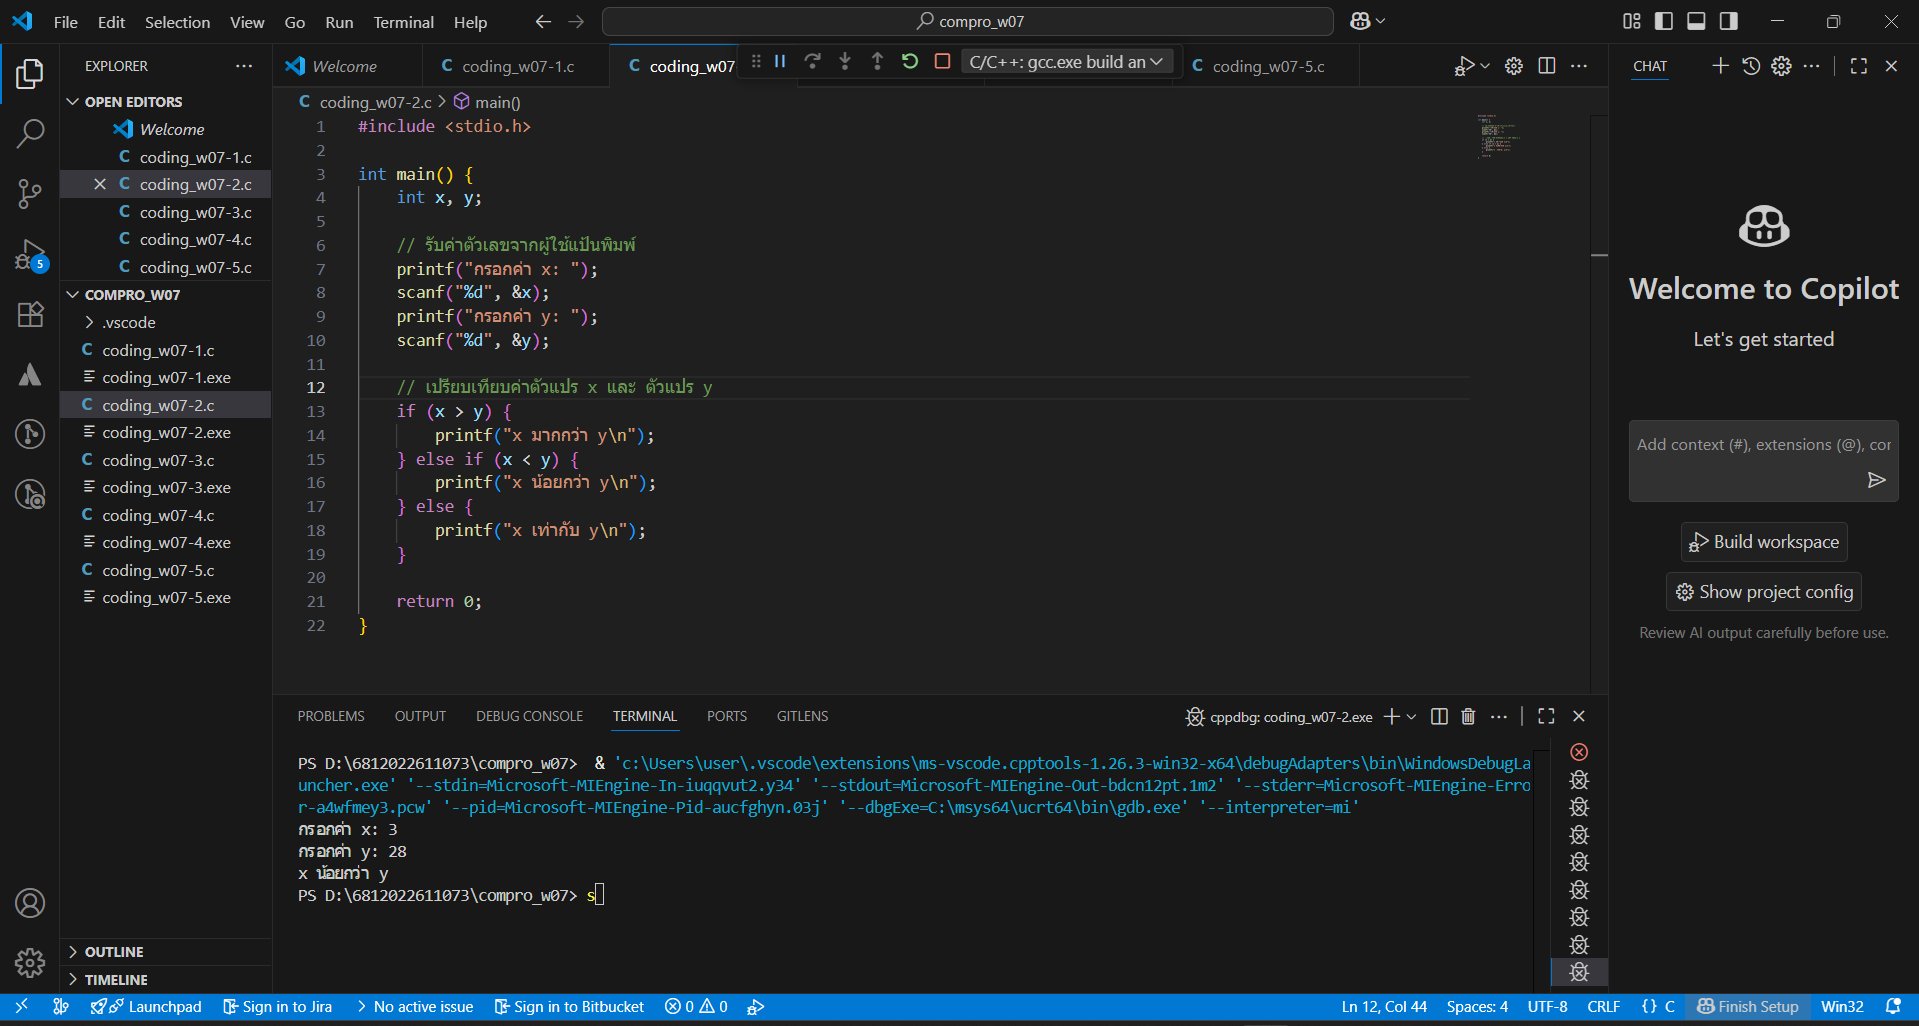 File Edit Selection View Go Run Terminal Help
compro_w07
EXPLORER
OPEN EDITORS
Welcome
coding_w07-1.c
coding_w07-2.c
coding_w07-3.c
coding_w07-4.c
coding_w07-5.c
COMPRO_W07
.vscode
coding_w07-1.c
coding_w07-1.exe
coding_w07-2.c
coding_w07-2.exe
coding_w07-3.c
coding_w07-3.exe
coding_w07-4.c
coding_w07-4.exe
coding_w07-5.c
coding_w07-5.exe
OUTLINE
TIMELINE
5
Welcome
coding_w07-1.c
coding_w07
C/C++: gcc.exe build an
coding_w07-5.c
coding_w07-2.c > main()
1 #include <stdio.h>
2
3 int main() {
4 int x, y;
5
6 // รับค่าตัวเลขจากผู้ใช้แป้นพิมพ์
7 printf("กรอกค่า x: ");
8 scanf("%d", &x);
9 printf("กรอกค่า y: ");
10 scanf("%d", &y);
11
12 // เปรียบเทียบค่าตัวแปร x และ ตัวแปร y
13 if (x > y) {
14 printf("x มากกว่า y\n");
15 } else if (x < y) {
16 printf("x น้อยกว่า y\n");
17 } else {
18 printf("x เท่ากับ y\n");
19 }
20
21 return 0;
22 }
PROBLEMS OUTPUT DEBUG CONSOLE TERMINAL PORTS GITLENS
cppdbg: coding_w07-2.exe
PS D:\6812022611073\compro_w07> & 'c:\Users\user\.vscode\extensions\ms-vscode.cpptools-1.26.3-win32-x64\debugAdapters\bin\WindowsDebugLa
uncher.exe' '--stdin=Microsoft-MIEngine-In-iuqqvut2.y34' '--stdout=Microsoft-MIEngine-Out-bdcn12pt.1m2' '--stderr=Microsoft-MIEngine-Erro
r-a4wfmey3.pcw' '--pid=Microsoft-MIEngine-Pid-aucfghyn.03j' '--dbgExe=C:\msys64\ucrt64\bin\gdb.exe' '--interpreter=mi'
กรอกค่า x: 3
กรอกค่า y: 28
x น้อยกว่า y
PS D:\6812022611073\compro_w07> s
CHAT
Welcome to Copilot
Let's get started
Add context (#), extensions (@), cor
Build workspace
Show project config
Review AI output carefully before use.
Launchpad Sign in to Jira No active issue Sign in to Bitbucket 0 0
Ln 12, Col 44 Spaces: 4 UTF-8 CRLF {} C Finish Setup Win32